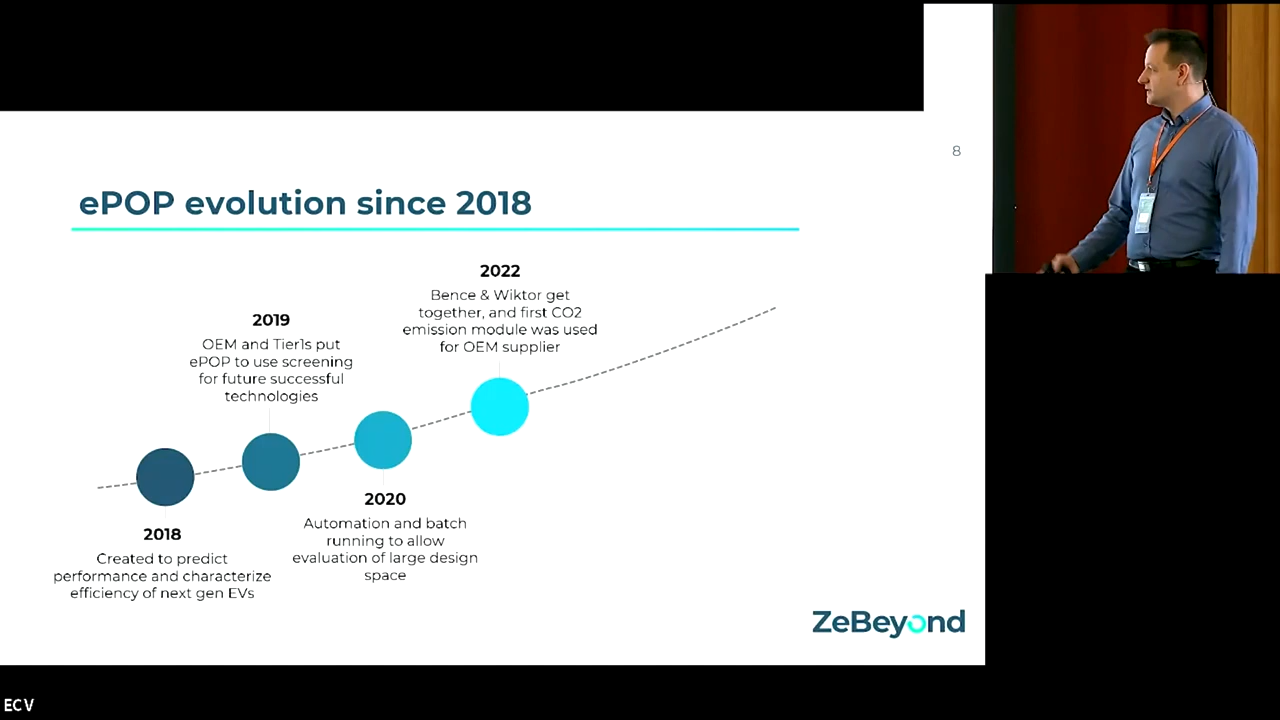 8
ePOP evolution since 2018
2022
Bence & Wiktor get
together, and first CO2
emission module was used
for OEM supplier
2019
OEM and Tier1s put
ePOP to use screening
for future successful
technologies
2020
Automation and batch
running to allow
evaluation of large design
space
2018
Created to predict
performance and characterize
efficiency of next gen EVs
ZeBeyond
ECV